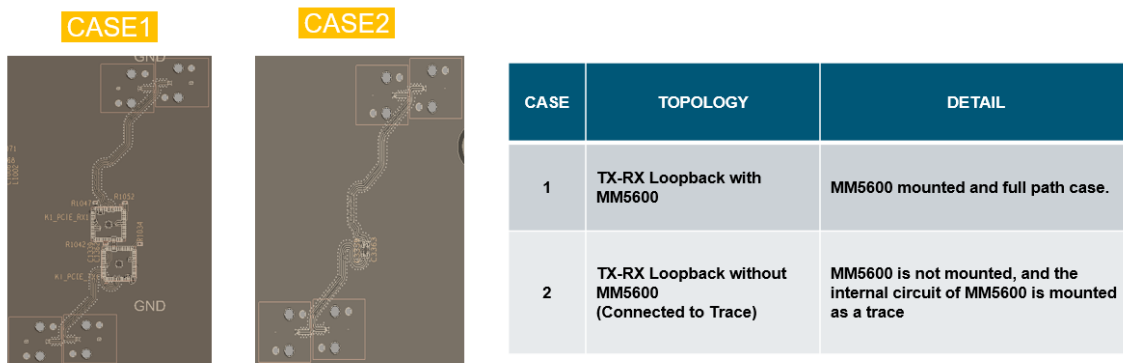 CASE1
CASE2
GND
R1047
R1052
K1_PCIE_RX1
R1034
R1042
GND
CASE
TOPOLOGY
DETAIL
1
TX-RX Loopback with
MM5600
MM5600 mounted and full path case.
2
TX-RX Loopback without
MM5600
(Connected to Trace)
MM5600 is not mounted, and the
internal circuit of MM5600 is mounted
as a trace